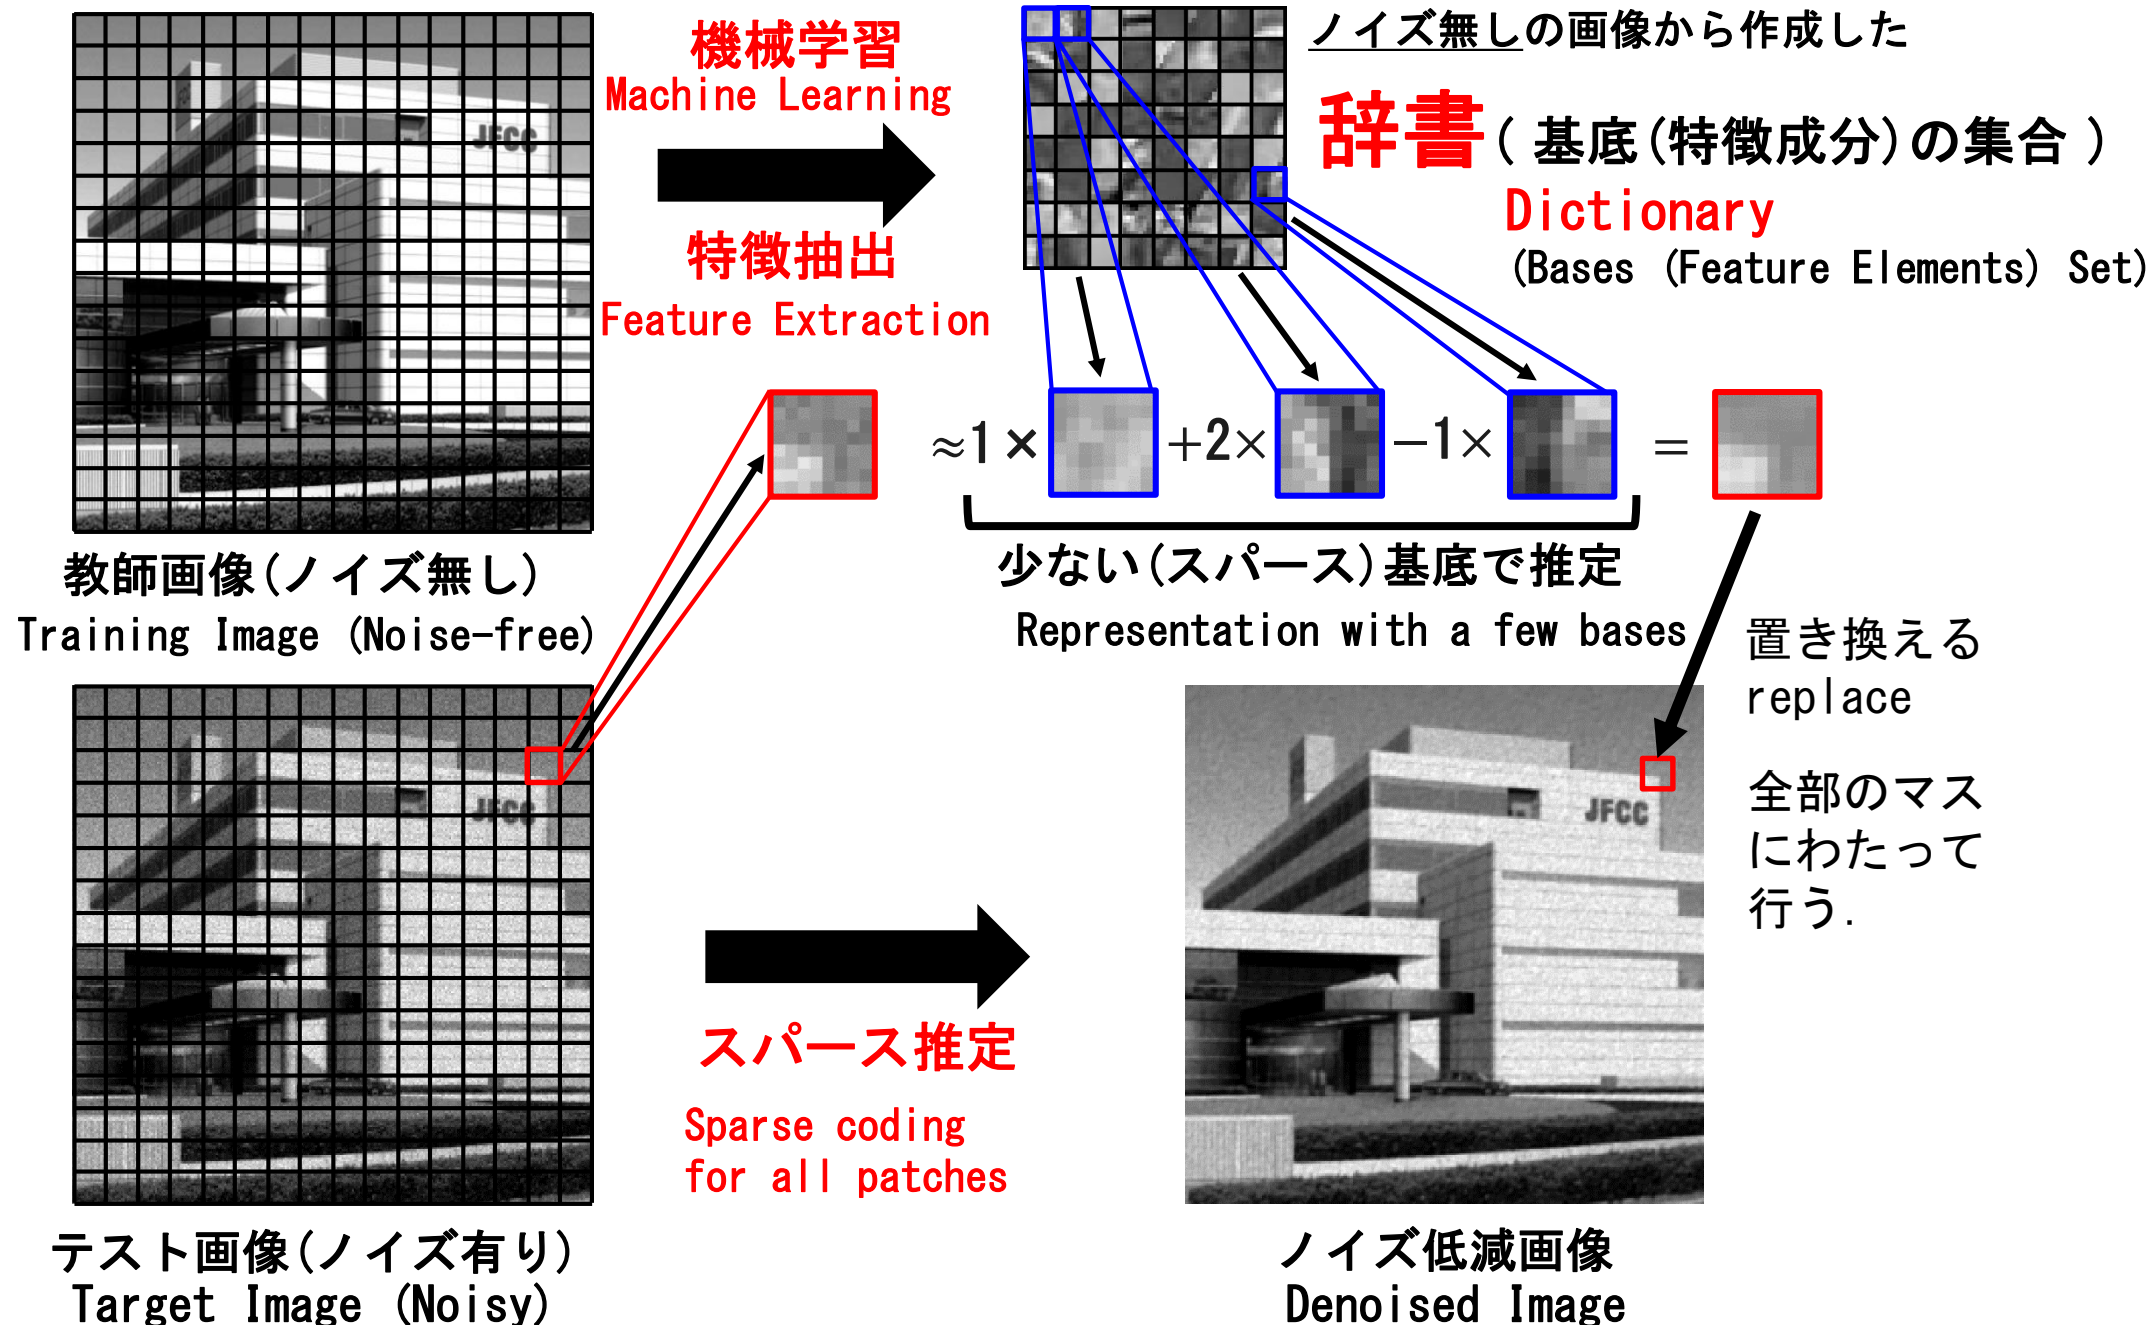 機械学習
Machine Learning
特徴抽出
Feature Extraction
ノイズ無しの画像から作成した
辞書(基底(特徴成分)の集合)
Dictionary
(Bases (Feature Elements) Set)
JFCC
教師画像(ノイズ無し)
Training Image (Noise-free)
≈1×
+2×
−1×
=
少ない(スパース)基底で推定
Representation with a few bases
置き換える
replace
全部のマス
にわたって
行う.
JFCC
JFCC
スパース推定
Sparse coding
for all patches
テスト画像(ノイズ有り)
Target Image (Noisy)
ノイズ低減画像
Denoised Image